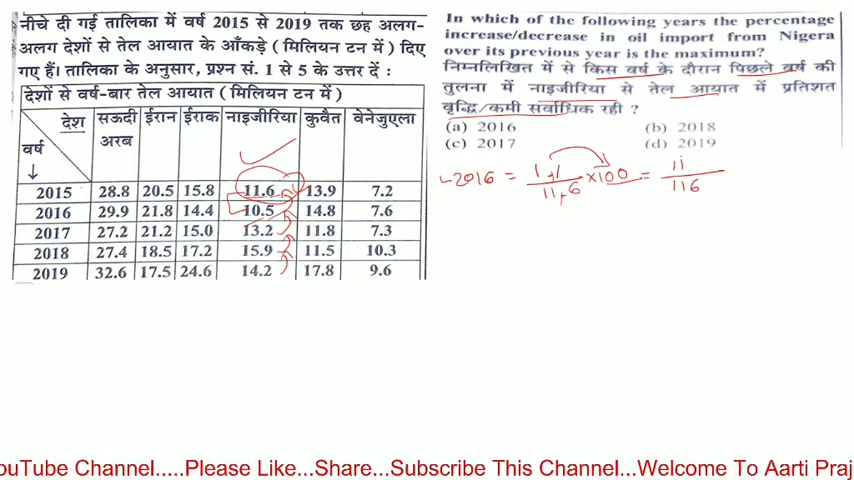 नीचे दी गई तालिका में वर्ष 2015 से 2019 तक छह अलग-
अलग देशों से तेल आयात के आँकड़े (मिलियन टन में) दिए
गए हैं। तालिका के अनुसार, प्रश्न सं. 1 से 5 के उत्तर दें :
देशों से वर्ष-बार तेल आयात (मिलियन टन में)
देश सऊदी अरब ईरान ईराक नाइजीरिया कुवैत वेनेजुएला
वर्ष
2015 28.8 20.5 15.8 11.6 13.9 7.2
2016 29.9 21.8 14.4 10.5 14.8 7.6
2017 27.2 21.2 15.0 13.2 11.8 7.3
2018 27.4 18.5 17.2 15.9 11.5 10.3
2019 32.6 17.5 24.6 14.2 17.8 9.6
In which of the following years the percentage
increase/decrease in oil import from Nigera
over its previous year is the maximum?
निम्नलिखित में से किस वर्ष के दौरान पिछले वर्ष की
तुलना में नाइजीरिया से तेल आयात में प्रतिशत
वृद्धि/कमी सर्वाधिक रही ?
(a) 2016 (b) 2018
(c) 2017 (d) 2019
2016 = 1.1/11.6 × 100 = 11/116
ouTube Channel.....Please Like...Share...Subscribe This Channel...Welcome To Aarti Praj